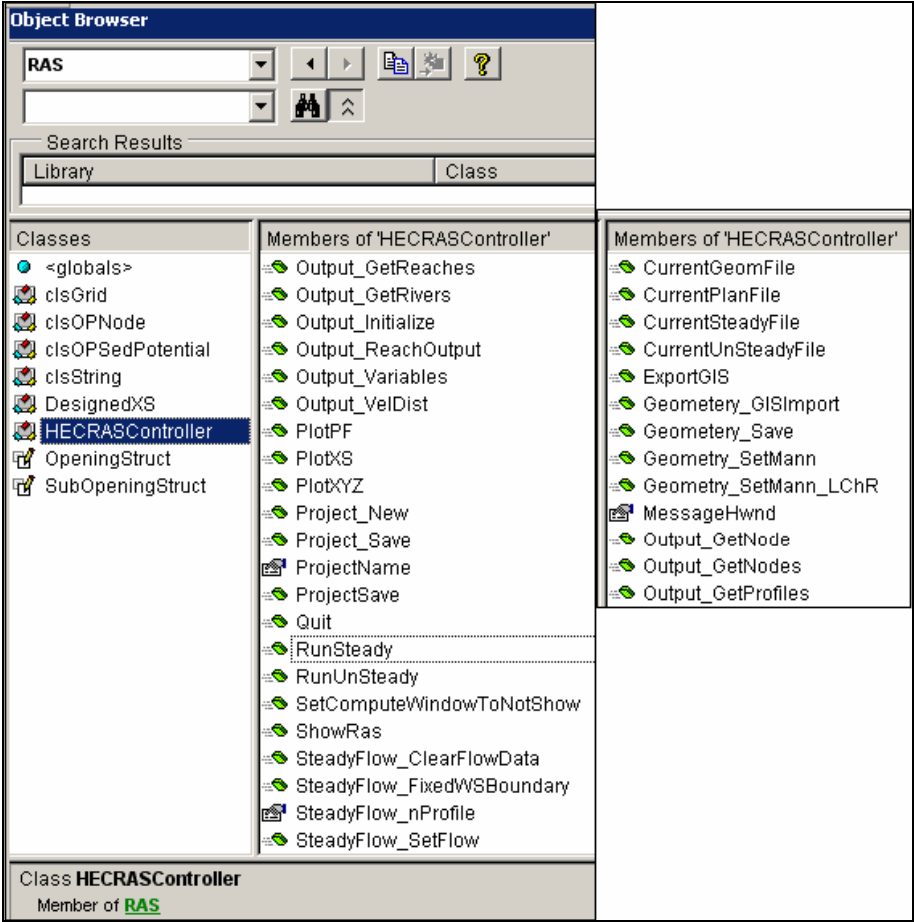 Object Browser
RAS
Search Results
Library Class
Classes
<globals>
clsGrid
clsOPNode
clsOPSedPotential
clsString
DesignedXS
HECRASController
OpeningStruct
SubOpeningStruct
Members of 'HECRASController'
Output_GetReaches
Output_GetRivers
Output_Initialize
Output_ReachOutput
Output_Variables
Output_VelDist
PlotPF
PlotXS
PlotXYZ
Project_New
Project_Save
ProjectName
ProjectSave
Quit
RunSteady
RunUnSteady
SetComputeWindowToNotShow
ShowRas
SteadyFlow_ClearFlowData
SteadyFlow_FixedWSBoundary
SteadyFlow_nProfile
SteadyFlow_SetFlow
Members of 'HECRASController'
CurrentGeomFile
CurrentPlanFile
CurrentSteadyFile
CurrentUnSteadyFile
ExportGIS
Geometery_GISImport
Geometery_Save
Geometry_SetMann
Geometry_SetMann_LChR
MessageHwnd
Output_GetNode
Output_GetNodes
Output_GetProfiles
Class HECRASController
Member of RAS